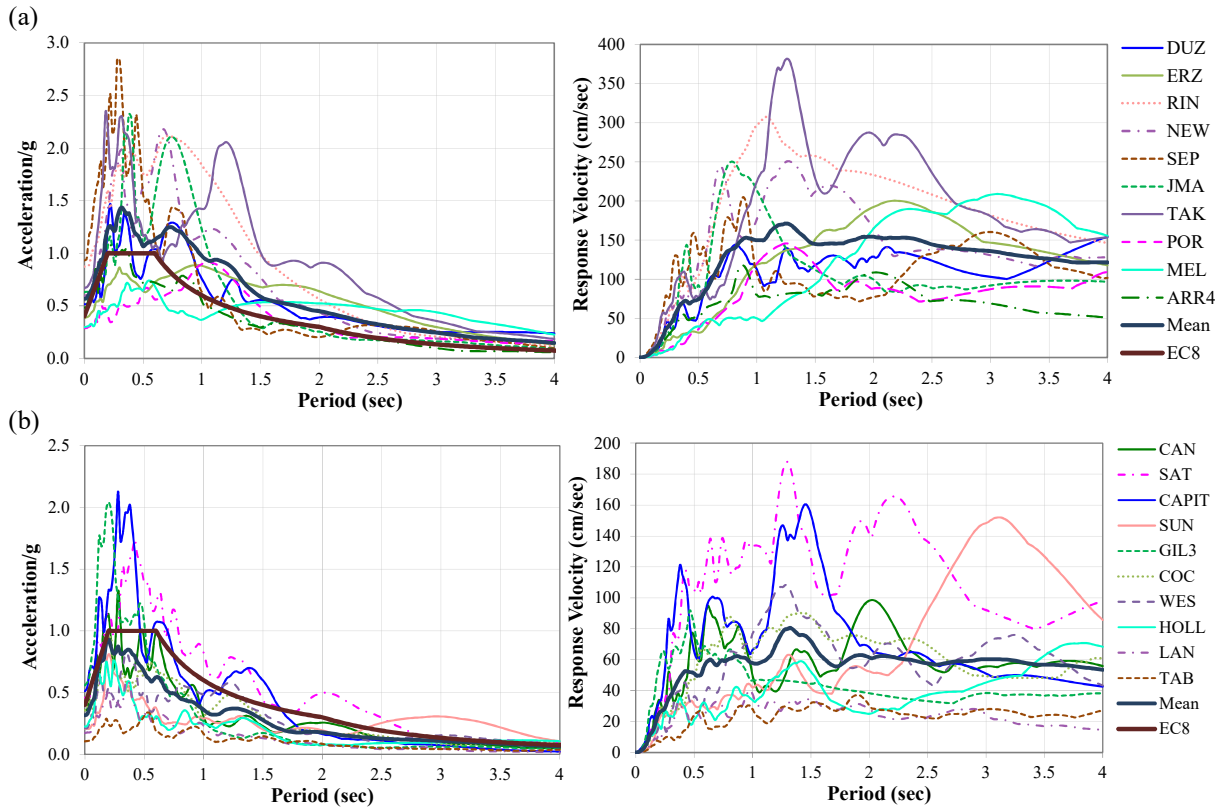 (a)
3.0
2.5
2.0
1.5
1.0
0.5
0.0
Acceleration/g
0 0.5 1 1.5 2 2.5 3 3.5 4
Period (sec)
400
350
300
250
200
150
100
50
0
Response Velocity (cm/sec)
0 0.5 1 1.5 2 2.5 3 3.5 4
Period (sec)
DUZ
ERZ
RIN
NEW
SEP
JMA
TAK
POR
MEL
ARR4
Mean
EC8
(b)
2.5
2.0
1.5
1.0
0.5
0.0
Acceleration/g
0 0.5 1 1.5 2 2.5 3 3.5 4
Period (sec)
200
180
160
140
120
100
80
60
40
20
0
Response Velocity (cm/sec)
0 0.5 1 1.5 2 2.5 3 3.5 4
Period (sec)
CAN
SAT
CAPIT
SUN
GIL3
COC
WES
HOLL
LAN
TAB
Mean
EC8